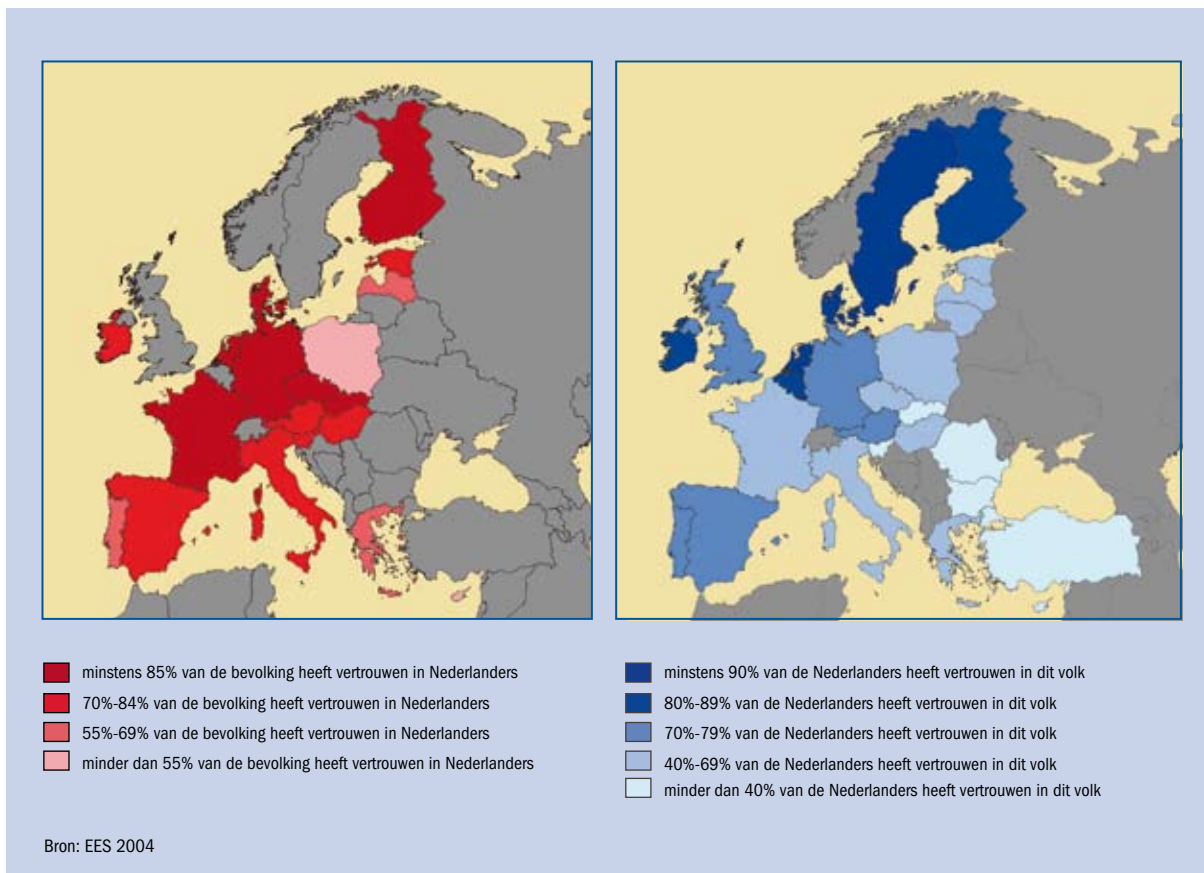 minstens 85% van de bevolking heeft vertrouwen in Nederlanders
70%-84% van de bevolking heeft vertrouwen in Nederlanders
55%-69% van de bevolking heeft vertrouwen in Nederlanders
minder dan 55% van de bevolking heeft vertrouwen in Nederlanders
minstens 90% van de Nederlanders heeft vertrouwen in dit volk
80%-89% van de Nederlanders heeft vertrouwen in dit volk
70%-79% van de Nederlanders heeft vertrouwen in dit volk
40%-69% van de Nederlanders heeft vertrouwen in dit volk
minder dan 40% van de Nederlanders heeft vertrouwen in dit volk
Bron: EES 2004